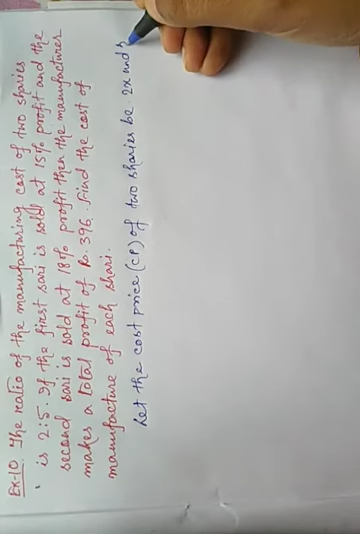 Ex-10. The ratio of the manufacturing cost of two sharies
is 2:5. If the first sari is sold at 15% profit and the
second sari is sold at 18% profit then the manufacturer
makes a total profit of Rs. 396. Find the cost of
manufacture of each shari.
Let the cost price (CP) of two sharies be 2x and 5